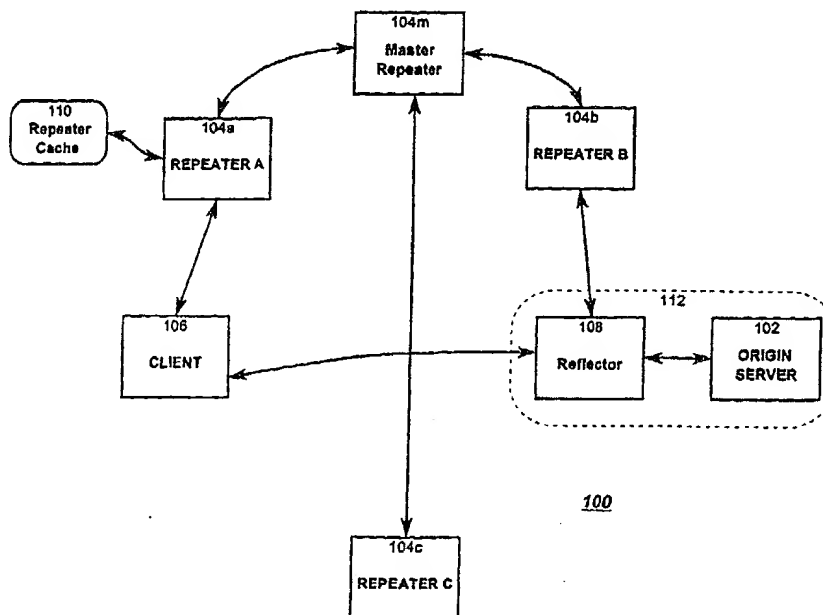 104m
Master
Repeater
110
Repeater
Cache
104a
REPEATER A
104b
REPEATER B
112
106
CLIENT
108
Reflector
102
ORIGIN
SERVER
100
104c
REPEATER C